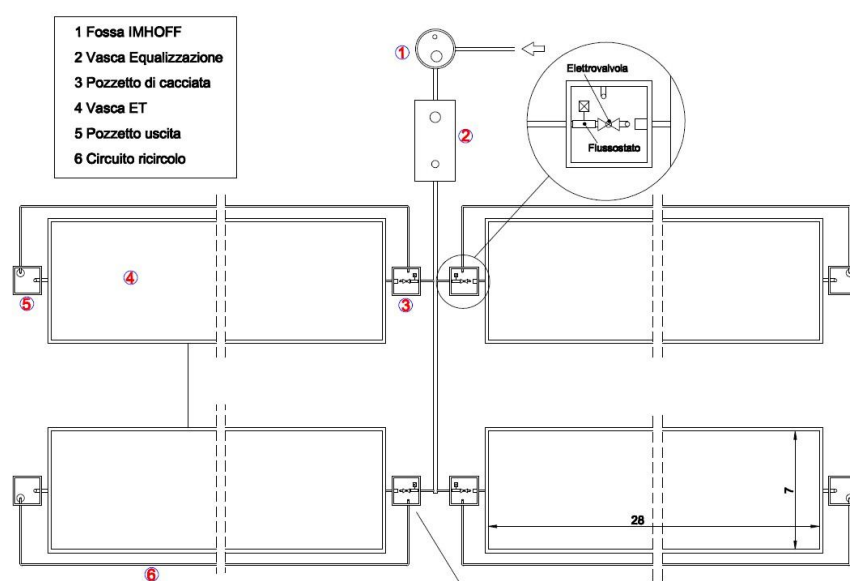 1 Fossa IMHOFF
2 Vasca Equalizzazione
3 Pozzetto di cacciata
4 Vasca ET
5 Pozzetto uscita
6 Circuito ricircolo
1
2
Elettrovalvola
Flussostato
4
5
3
7
28
6